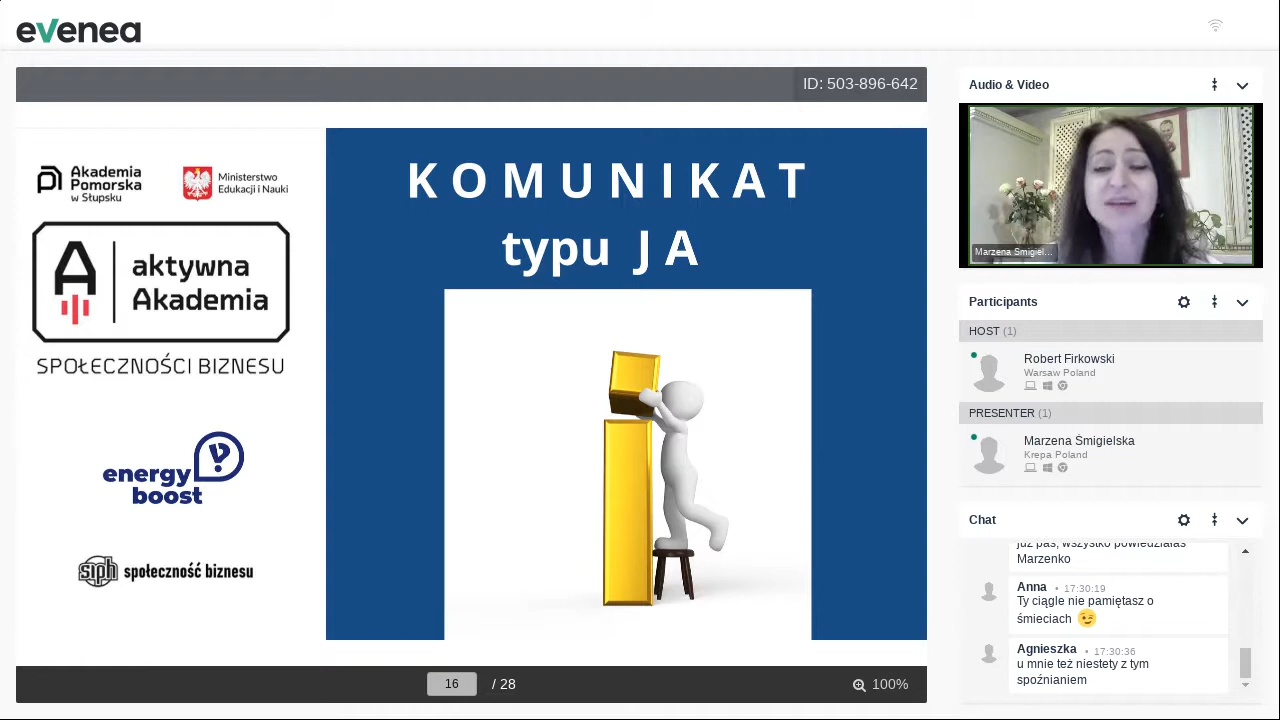 evenea
ID: 503-896-642
Akademia
Pomorska
w Słupsku
Ministerstwo
Edukacji i Nauki
aktywna
Akademia
SPOŁECZNOŚCI BIZNESU
energy
boost
siph społeczność biznesu
KOMUNIKAT
typu JA
16 / 28
100%
Audio & Video
Marzena Śmigiel...
Participants
HOST (1)
Robert Firkowski
Warsaw Poland
PRESENTER (1)
Marzena Śmigielska
Krepa Poland
Chat
już pas, wszystko powiedziałaś
Marzenko
Anna • 17:30:19
Ty ciągle nie pamiętasz o
śmieciach 😉
Agnieszka • 17:30:36
u mnie też niestety z tym
spoźnianiem